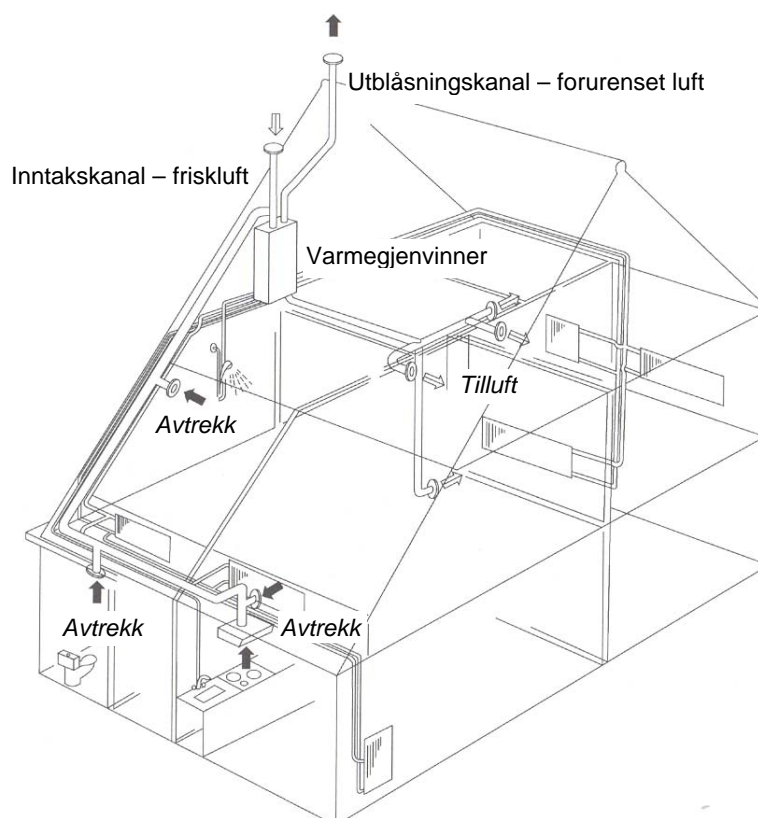 Utblåsningskanal – forurenset luft
Inntakskanal – friskluft
Varmegjenvinner
Tilluft
Avtrekk
Avtrekk
Avtrekk